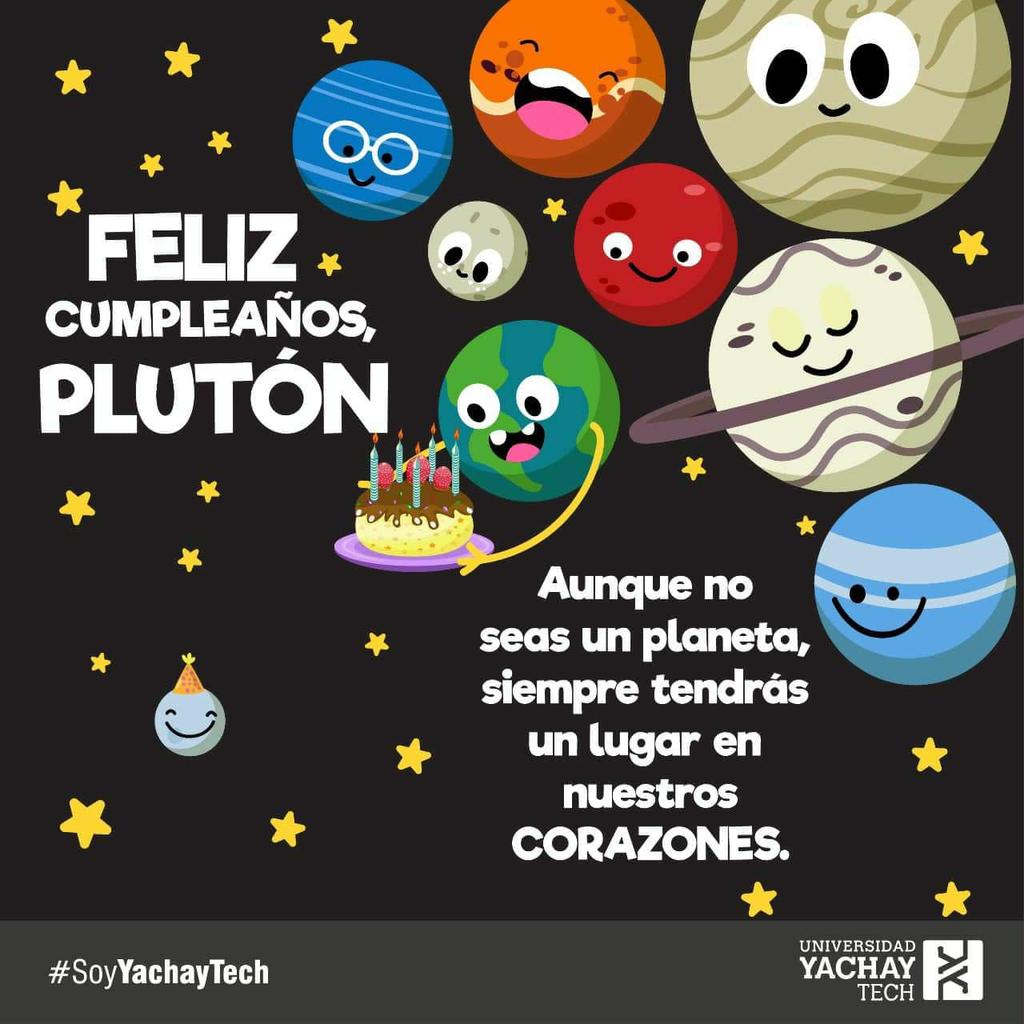 FELIZ
CUMPLEAÑOS,
PLUTÓN
Aunque no
seas un planeta,
siempre tendrás
un lugar en
nuestros
CORAZONES.
#SoyYachayTech
UNIVERSIDAD
YACHAY
TECH